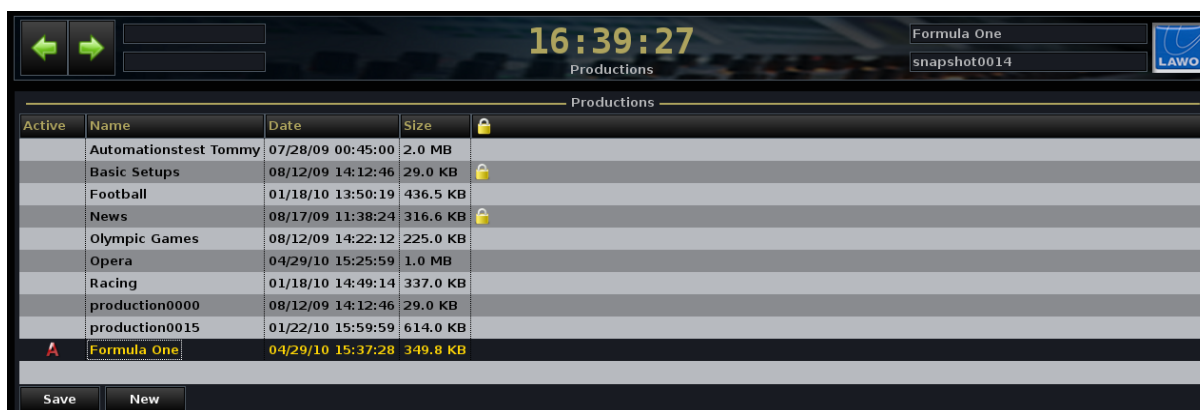 16:39:27
Productions
Formula One
snapshot0014
LAWO
Productions
Active Name Date Size
Automationstest Tommy 07/28/09 00:45:00 2.0 MB
Basic Setups 08/12/09 14:12:46 29.0 KB
Football 01/18/10 13:50:19 436.5 KB
News 08/17/09 11:38:24 316.6 KB
Olympic Games 08/12/09 14:22:12 225.0 KB
Opera 04/29/10 15:25:59 1.0 MB
Racing 01/18/10 14:49:14 337.0 KB
production0000 08/12/09 14:12:46 29.0 KB
production0015 01/22/10 15:59:59 614.0 KB
A Formula One 04/29/10 15:37:28 349.8 KB
Save New